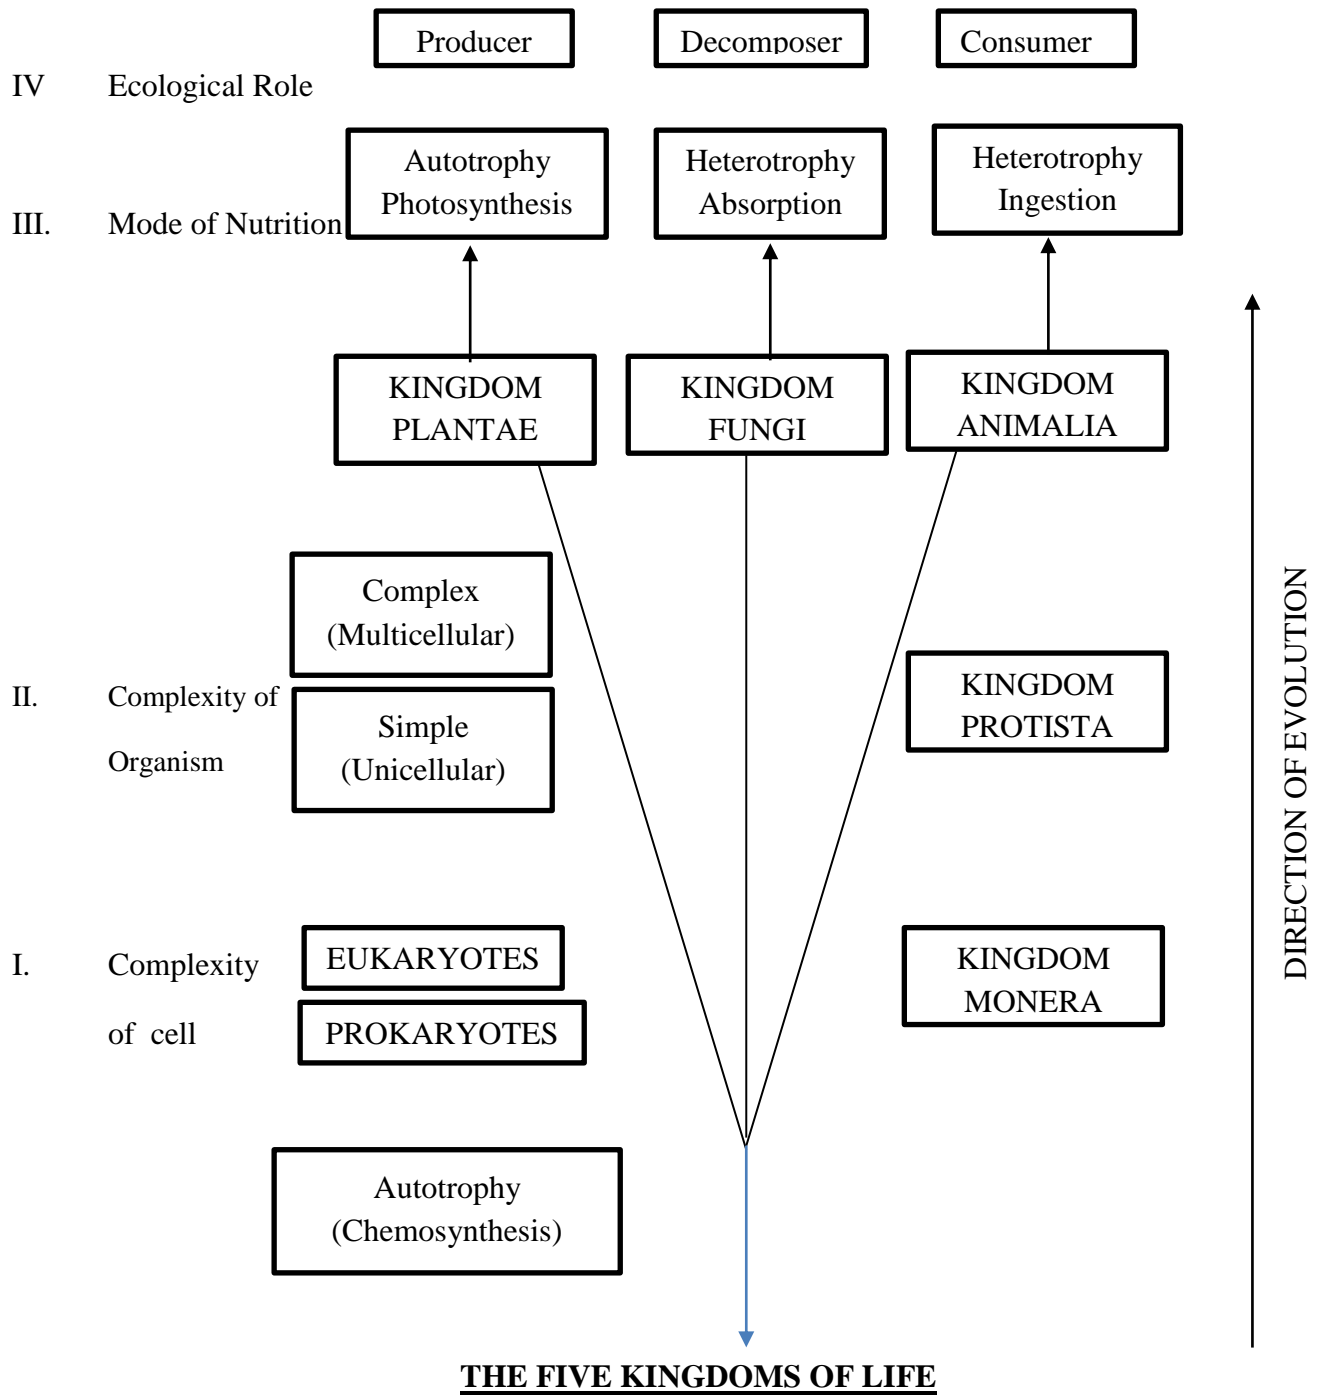 Producer
Decomposer
Consumer
IV Ecological Role
Autotrophy
Photosynthesis
Heterotrophy
Absorption
Heterotrophy
Ingestion
III. Mode of Nutrition
KINGDOM
PLANTAE
KINGDOM
FUNGI
KINGDOM
ANIMALIA
Complex
(Multicellular)
II. Complexity of
Organism
Simple
(Unicellular)
KINGDOM
PROTISTA
DIRECTION OF EVOLUTION
I. Complexity
of cell
EUKARYOTES
PROKARYOTES
KINGDOM
MONERA
Autotrophy
(Chemosynthesis)
THE FIVE KINGDOMS OF LIFE